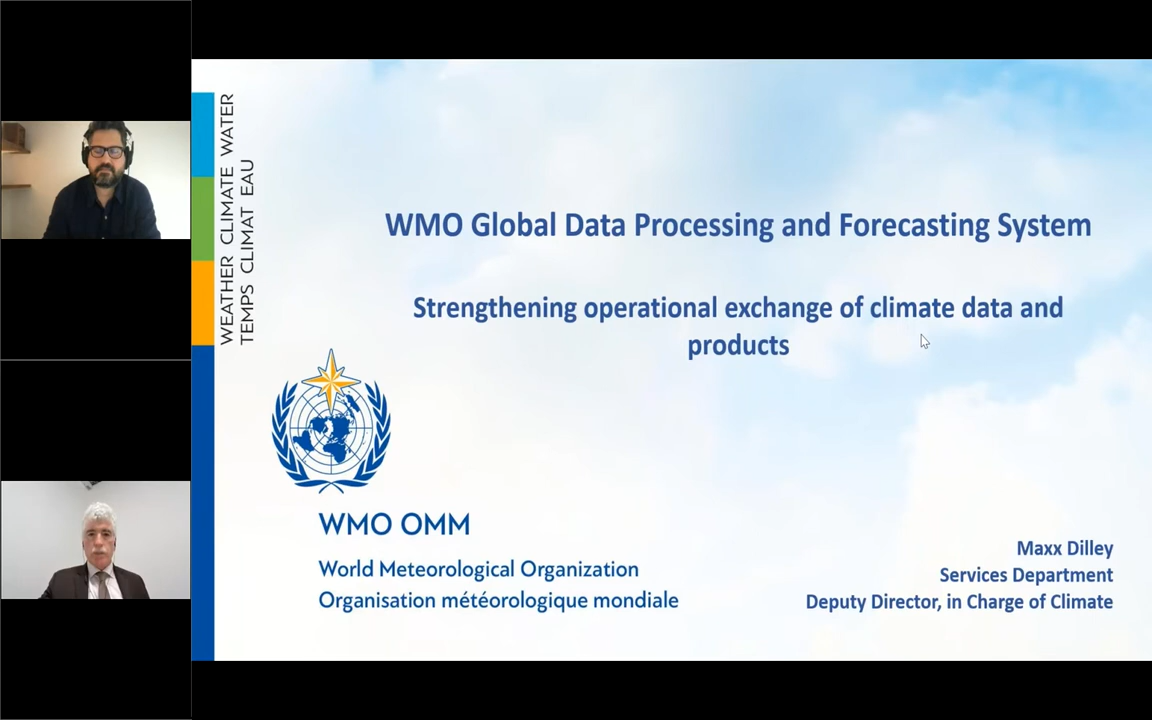 WEATHER CLIMATE WATER
TEMPS CLIMAT EAU
WMO Global Data Processing and Forecasting System
Strengthening operational exchange of climate data and
products
WMO OMM
World Meteorological Organization
Organisation météorologique mondiale
Maxx Dilley
Services Department
Deputy Director, in Charge of Climate